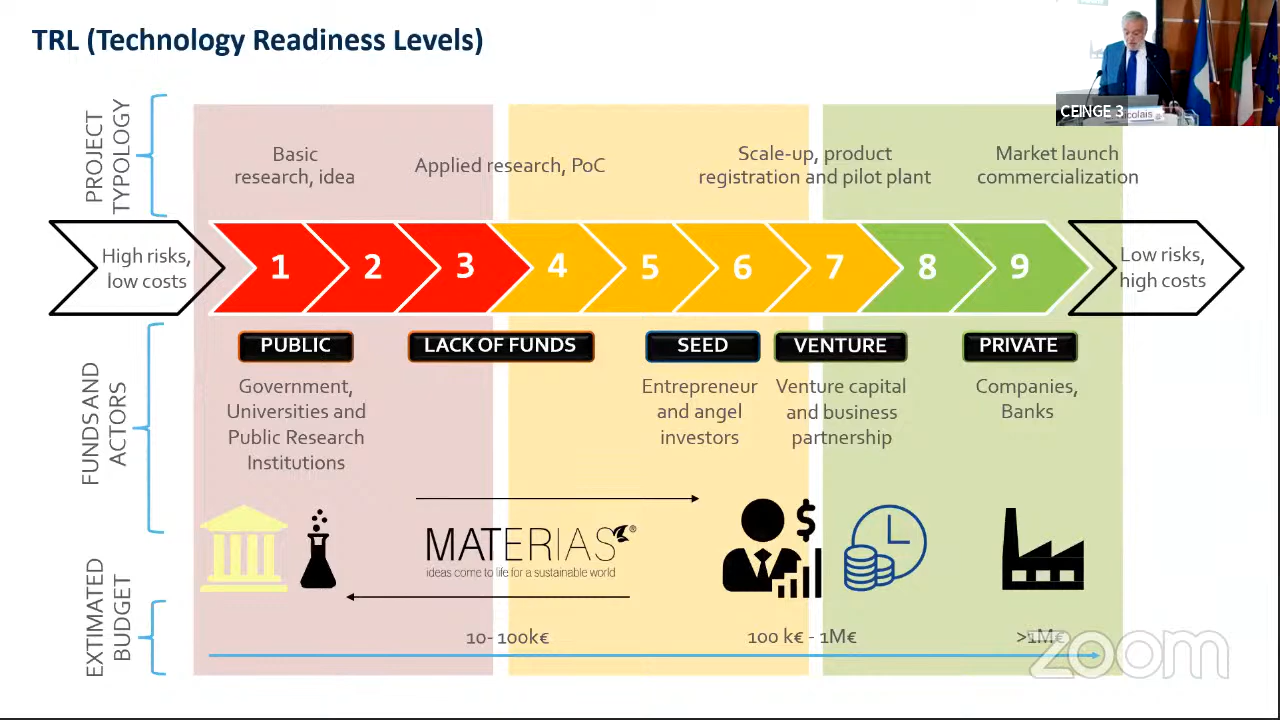 TRL (Technology Readiness Levels)
CEINGE 3
colais
PROJECT
TYPOLOGY
Basic
research, idea
Applied research, PoC
Scale-up, product
registration and pilot plant
Market launch
commercialization
High risks,
low costs
1
2
3
4
5
6
7
8
9
Low risks,
high costs
FUNDS AND
ACTORS
PUBLIC
LACK OF FUNDS
SEED
VENTURE
PRIVATE
Government,
Universities and
Public Research
Institutions
Entrepreneur
and angel
investors
Venture capital
and business
partnership
Companies,
Banks
$
MATERIAS®
ideas come to life for a sustainable world
EXTIMATED
BUDGET
10- 100k€
100 k€ - 1M€
>1M€
zoom